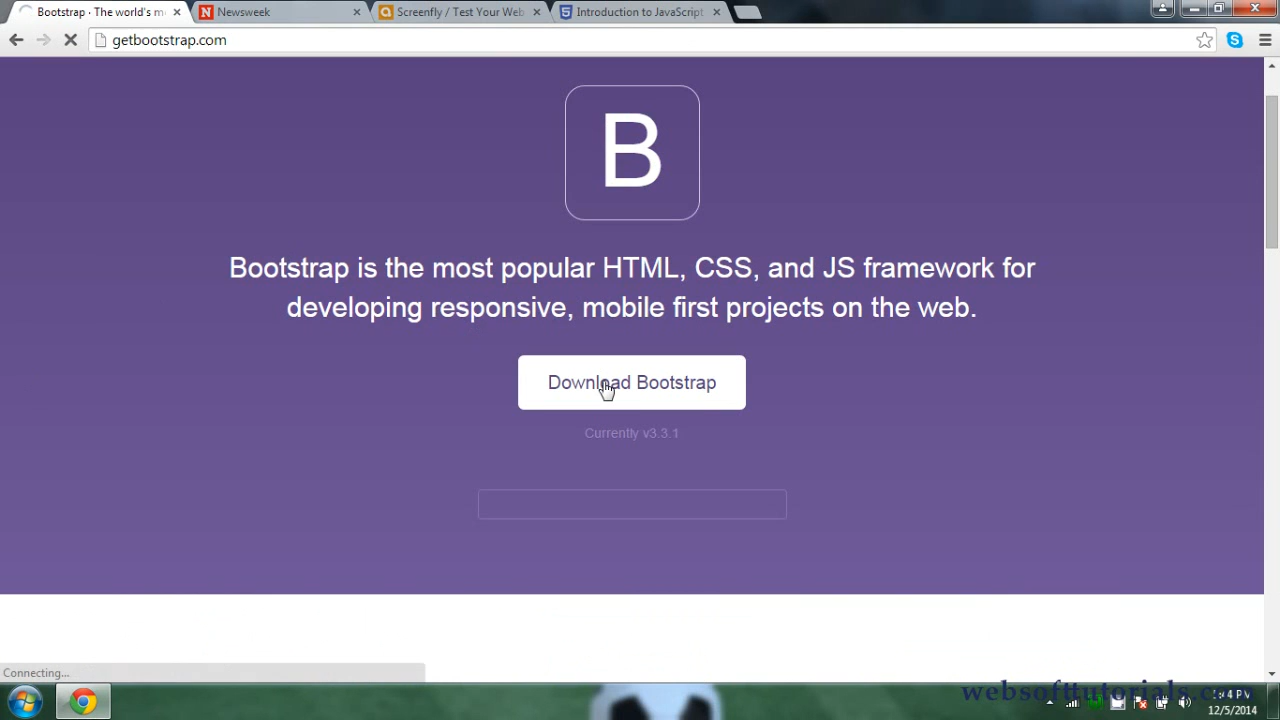 Bootstrap · The world's m
Newsweek
Screenfly / Test Your Web
Introduction to JavaScript
getbootstrap.com
B
Bootstrap is the most popular HTML, CSS, and JS framework for
developing responsive, mobile first projects on the web.
Download Bootstrap
Currently v3.3.1
Connecting...
websofttutorials.com
12/5/2014